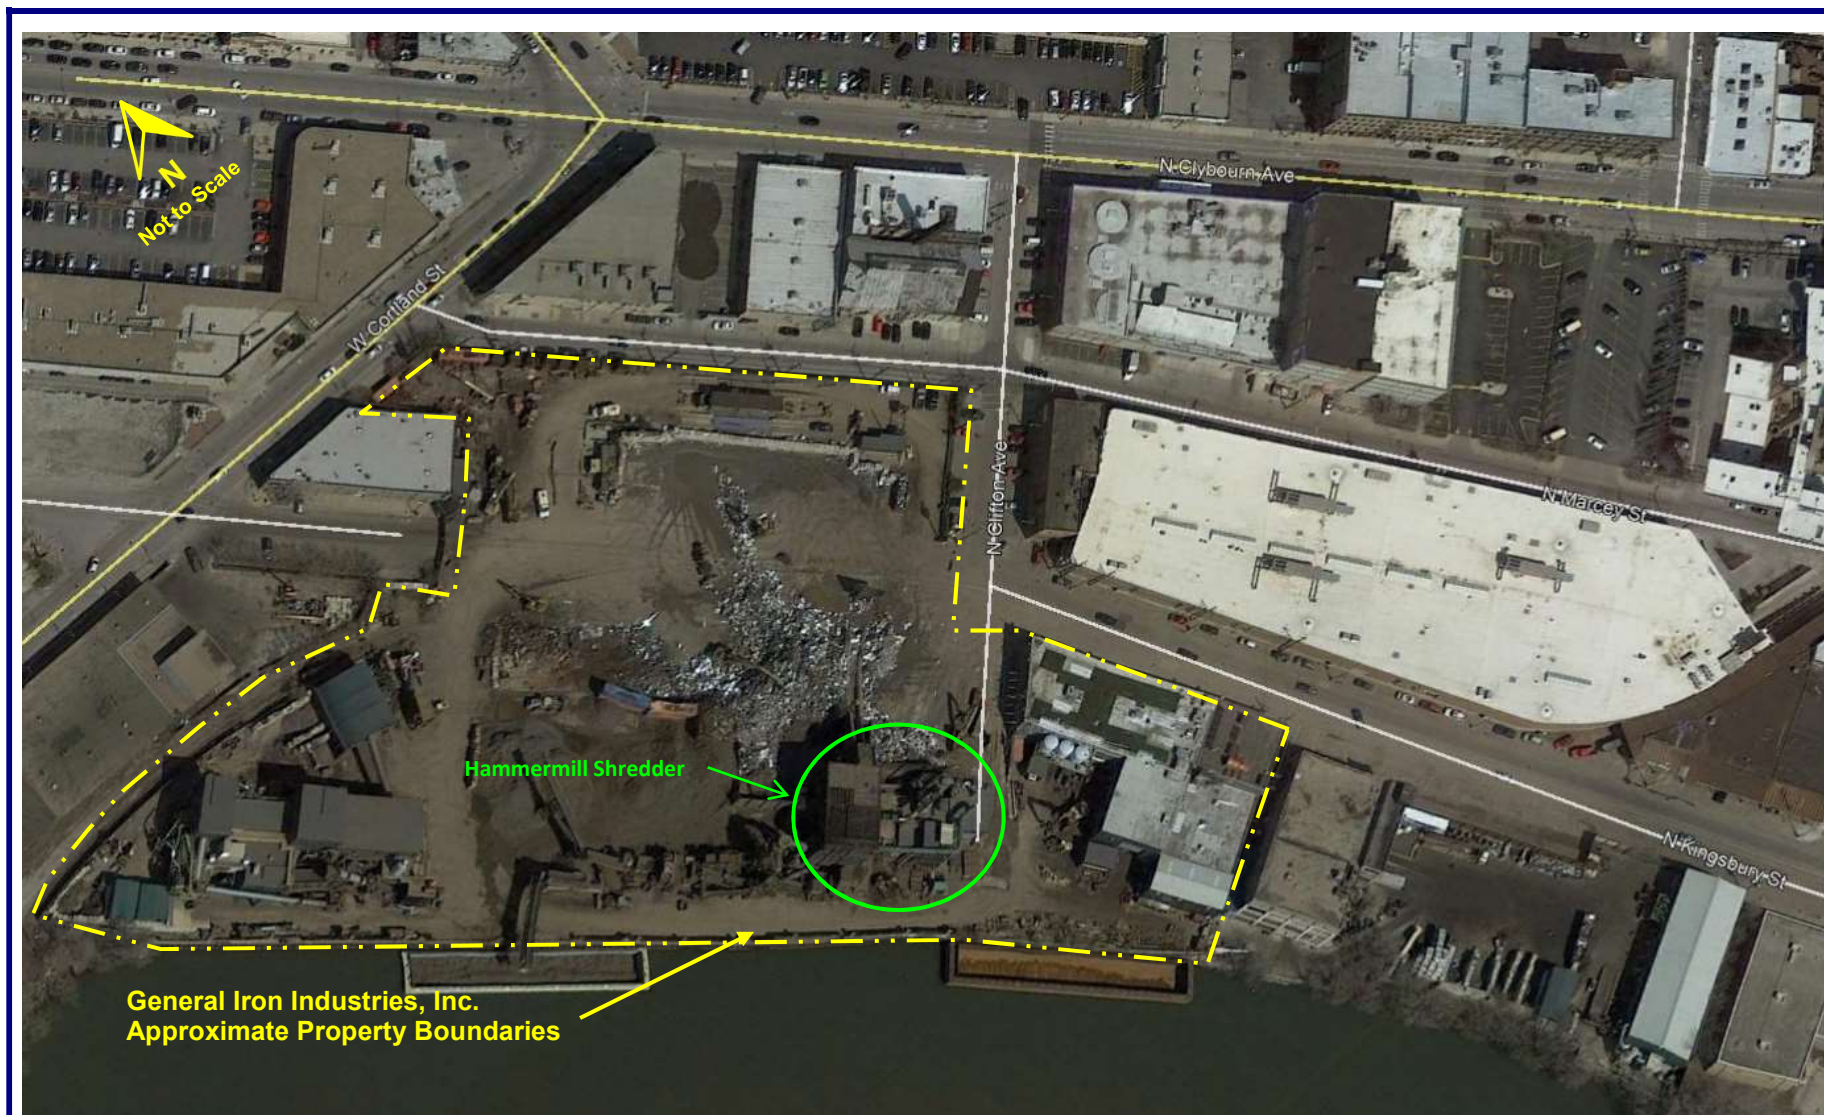 N
Not to Scale
N Clybourn Ave
W Cortland St
N Clifton Ave
N Marcey St
Hammermill Shredder
N Kingsbury St
General Iron Industries, Inc.
Approximate Property Boundaries